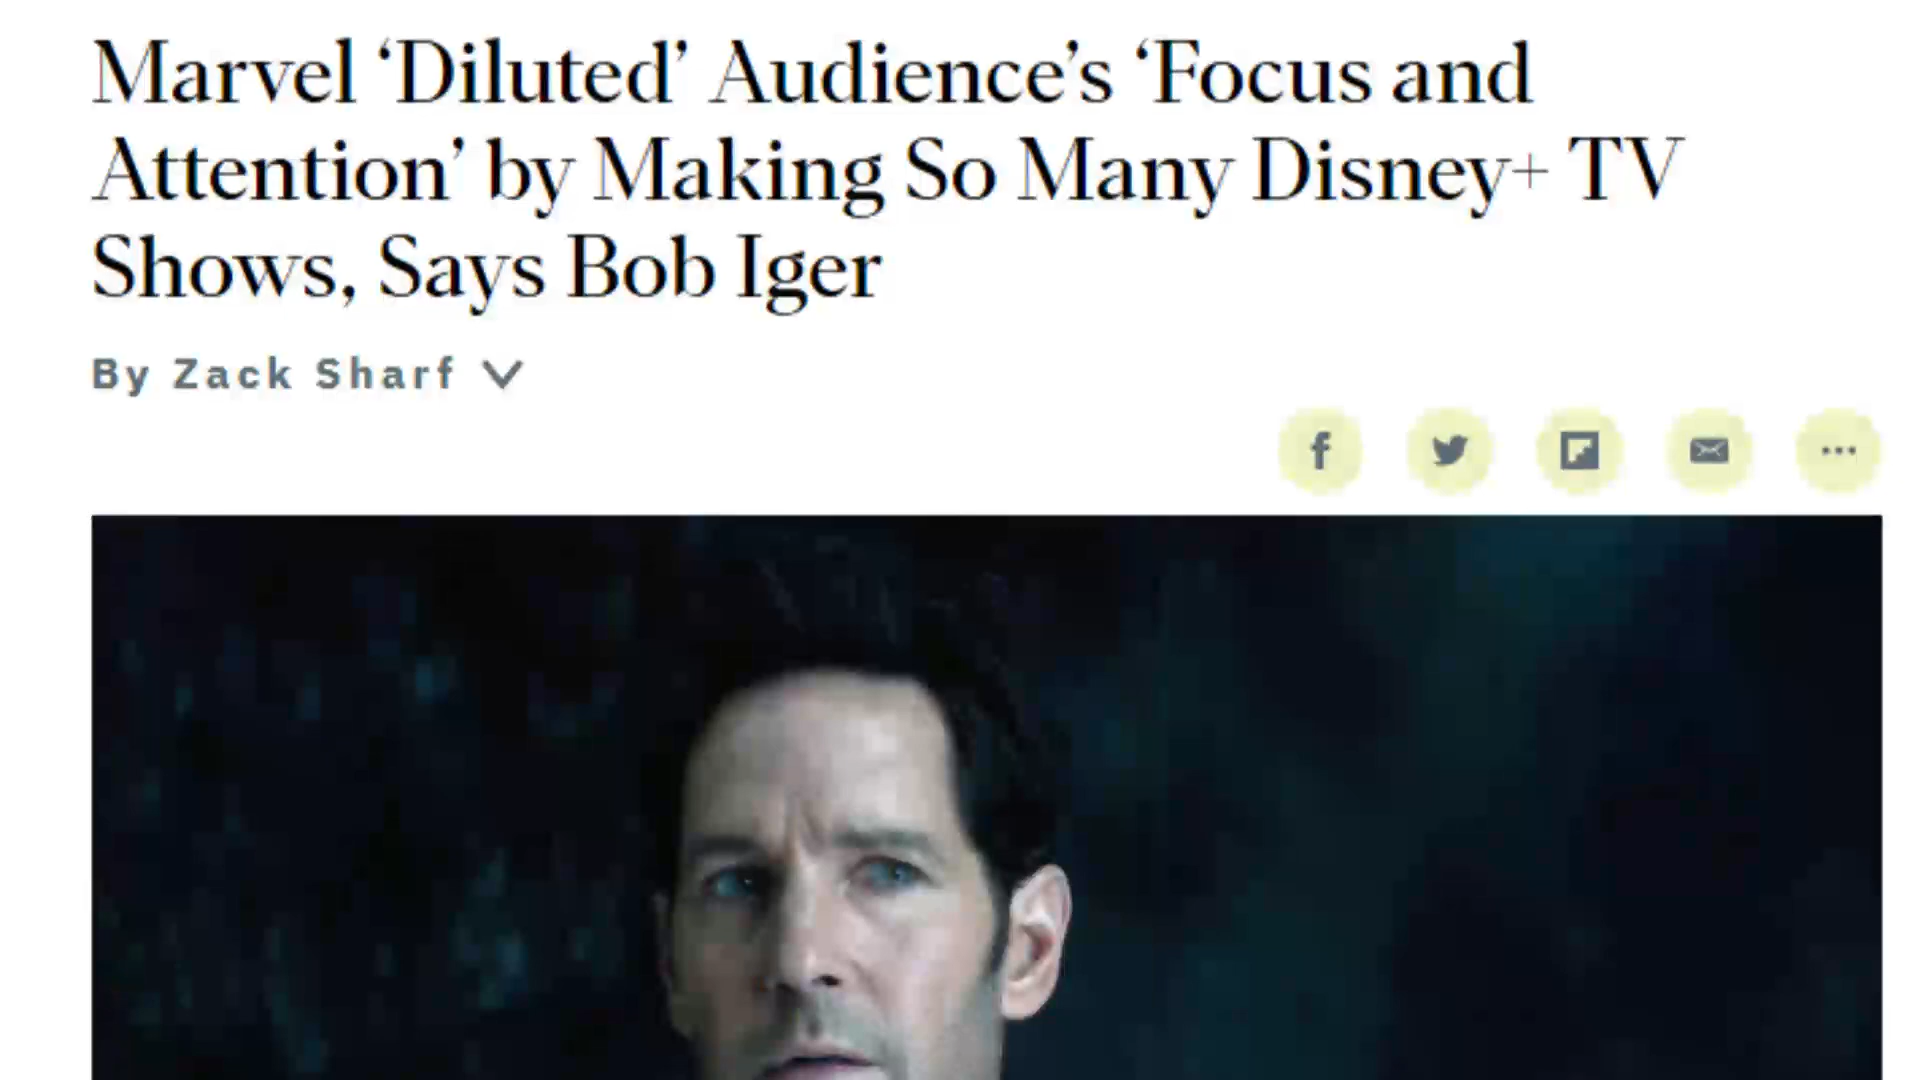 Marvel ‘Diluted’ Audience’s ‘Focus and
Attention’ by Making So Many Disney+ TV
Shows, Says Bob Iger
By Zack Sharf